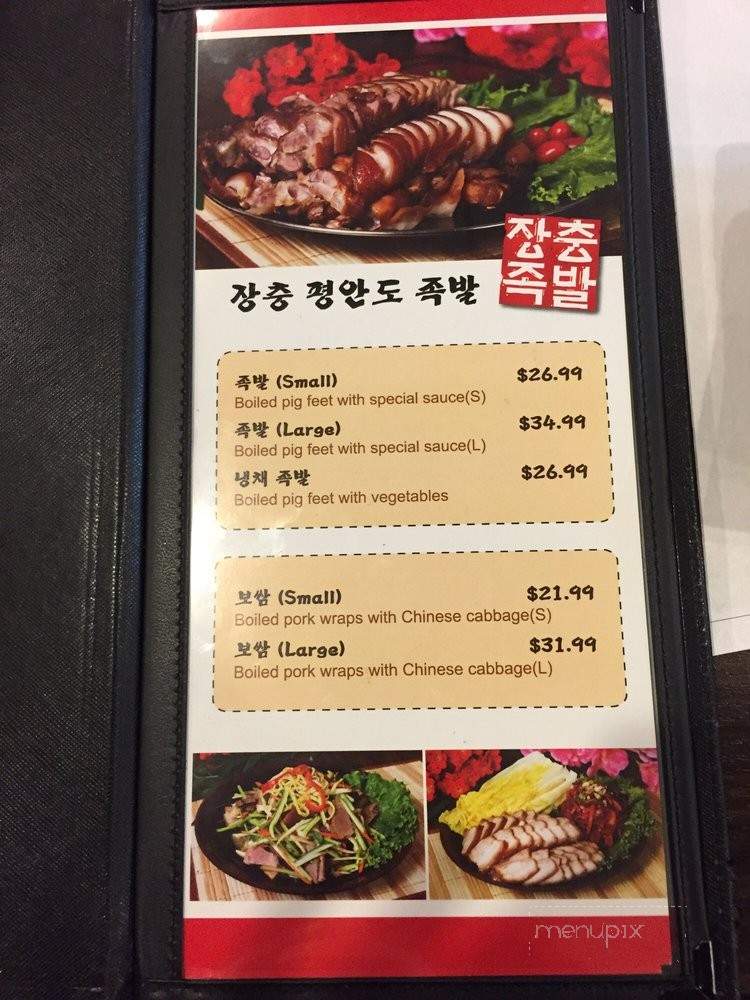 장충
족발
장충 평안도 족발
족발 (Small) $26.99
Boiled pig feet with special sauce(S)
족발 (Large) $34.99
Boiled pig feet with special sauce(L)
냉채 족발 $26.99
Boiled pig feet with vegetables
보쌈 (Small) $21.99
Boiled pork wraps with Chinese cabbage(S)
보쌈 (Large) $31.99
Boiled pork wraps with Chinese cabbage(L)
menupix